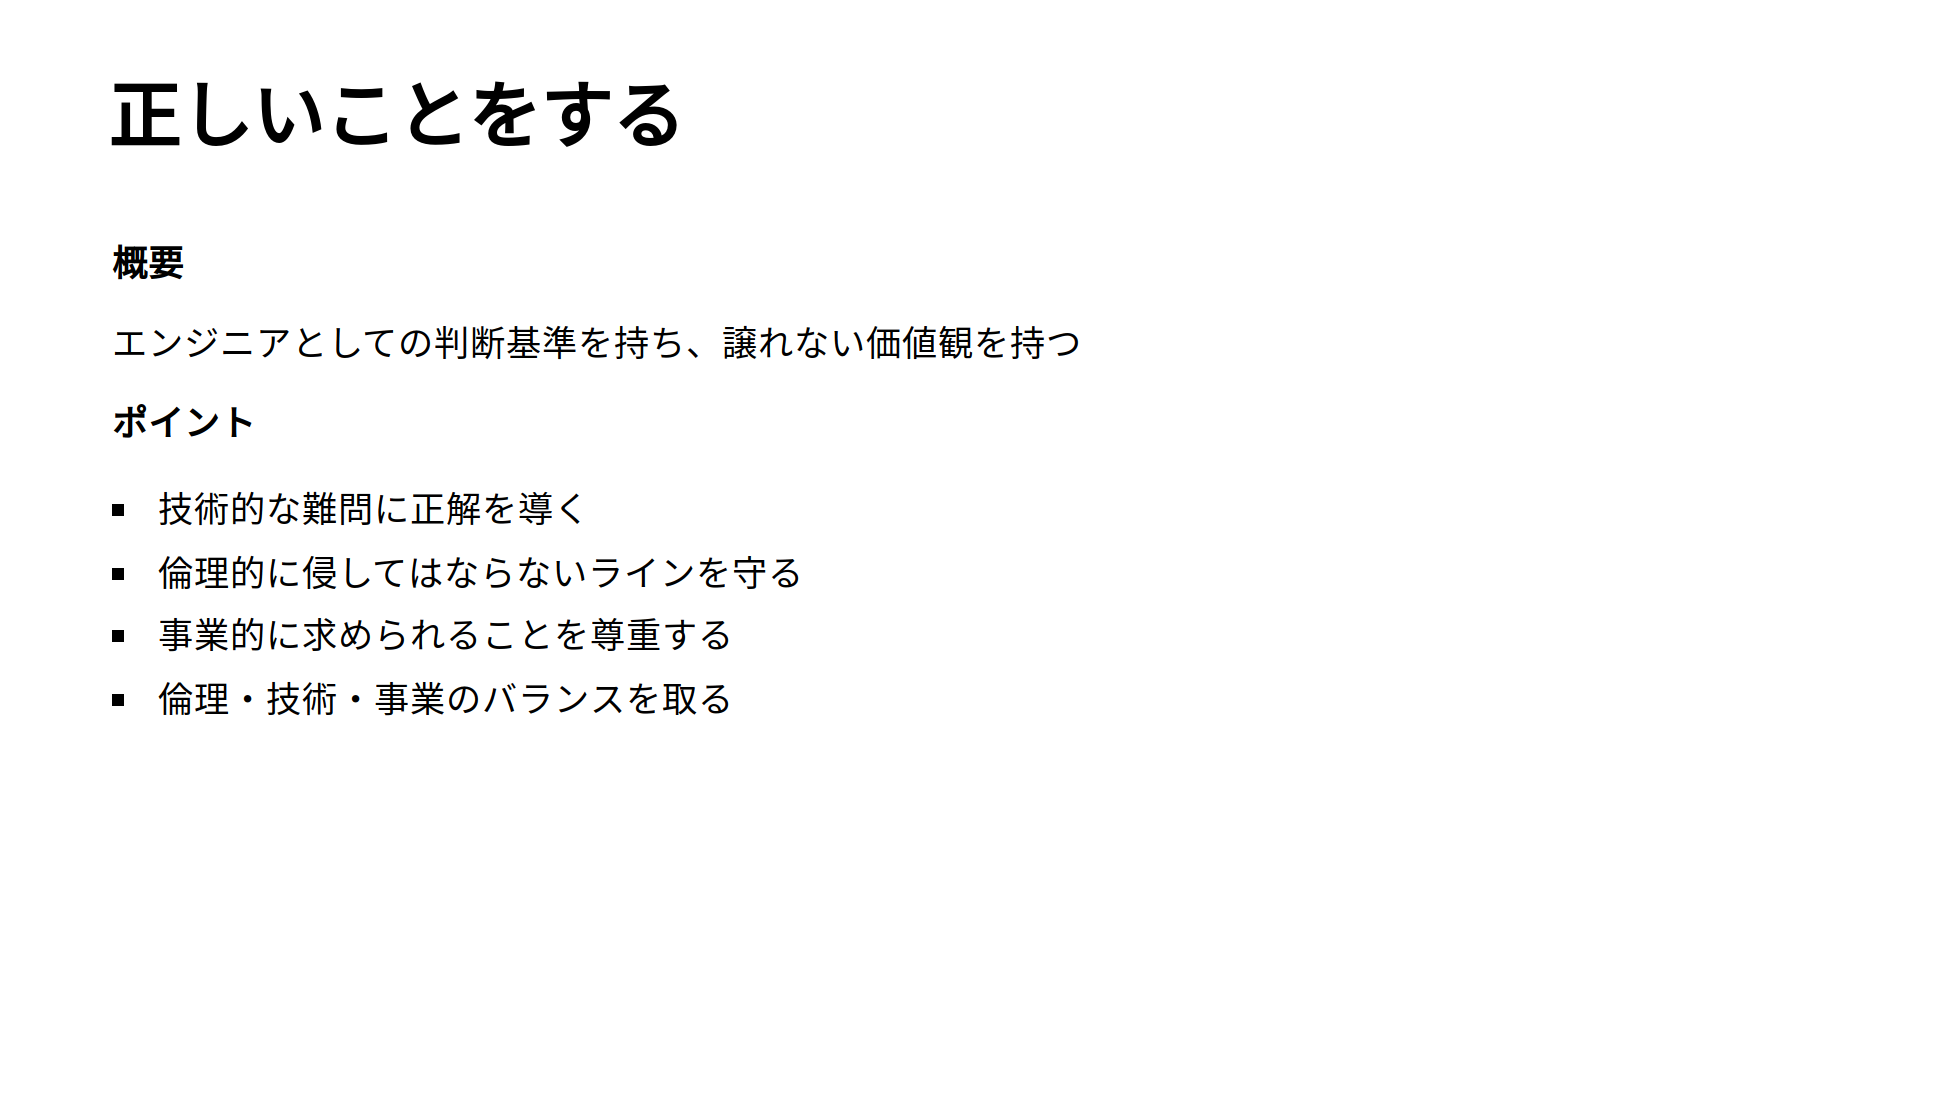 正しいことをする
概要
エンジニアとしての判断基準を持ち、譲れない価値観を持つ
ポイント
技術的な難問に正解を導く
倫理的に侵してはならないラインを守る
事業的に求められることを尊重する
倫理・技術・事業のバランスを取る